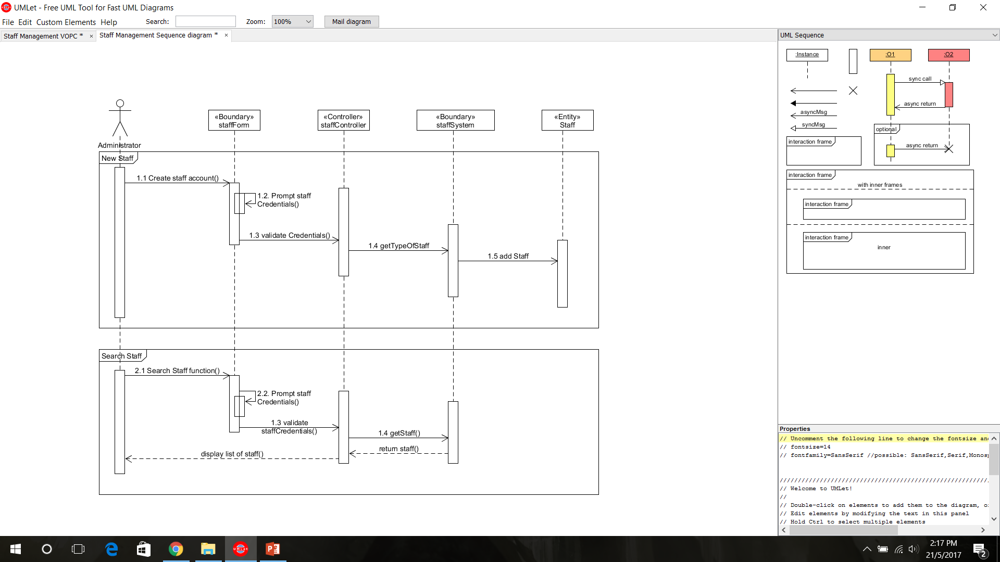 UMLet - Free UML Tool for Fast UML Diagrams
File Edit Custom Elements Help Search: Zoom: 100% Mail diagram
Staff Management VOPC * × Staff Management Sequence diagram * ×
UML Sequence
Administrator
«Boundary»
staffForm
«Controller»
staffController
«Boundary»
staffSystem
«Entity»
Staff
New Staff
1.1 Create staff account()
1.2. Prompt staff
Credentials()
1.3 validate Credentials()
1.4 getTypeOfStaff
1.5 add Staff
Search Staff
2.1 Search Staff function()
2.2. Prompt staff
Credentials()
1.3 validate
staffCredentials()
1.4 getStaff()
return staff()
display list of staff()
:Instance
:O1
:O2
sync call
async return
asyncMsg
syncMsg
optional
async return
interaction frame
interaction frame
with inner frames
interaction frame
interaction frame
inner
Properties
// Uncomment the following line to change the fontsize and
// fontsize=14
// fontfamily=SansSerif //possible: SansSerif,Serif,Monosp
//////////////////////////////////////////////////////////
// Welcome to UMLet!
//
// Double-click on elements to add them to the diagram, or
// Edit elements by modifying the text in this panel
// Hold Ctrl to select multiple elements
UMLet
2:17 PM
21/5/2017
2